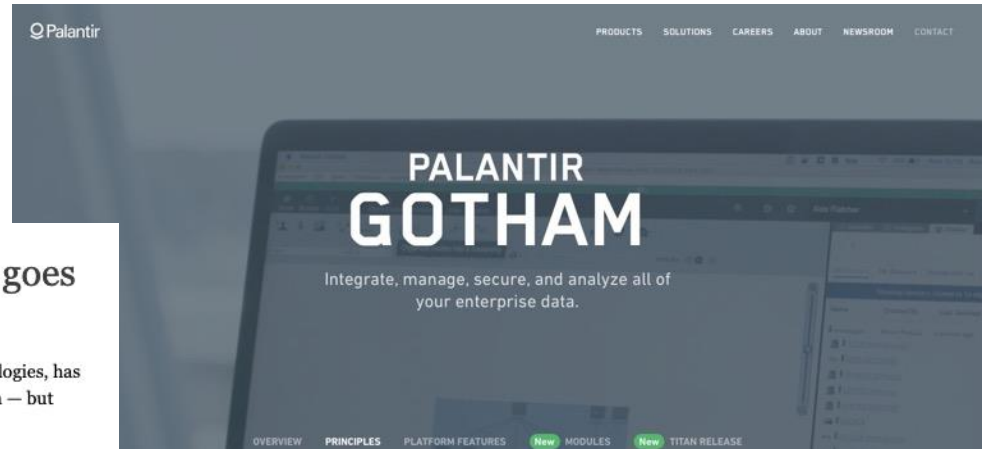 Palantir
PRODUCTS SOLUTIONS CAREERS ABOUT NEWSROOM CONTACT
PALANTIR
GOTHAM
Integrate, manage, secure, and analyze all of
your enterprise data.
OVERVIEW PRINCIPLES PLATFORM FEATURES New MODULES New TITAN RELEASE
goes
logies, has
— but